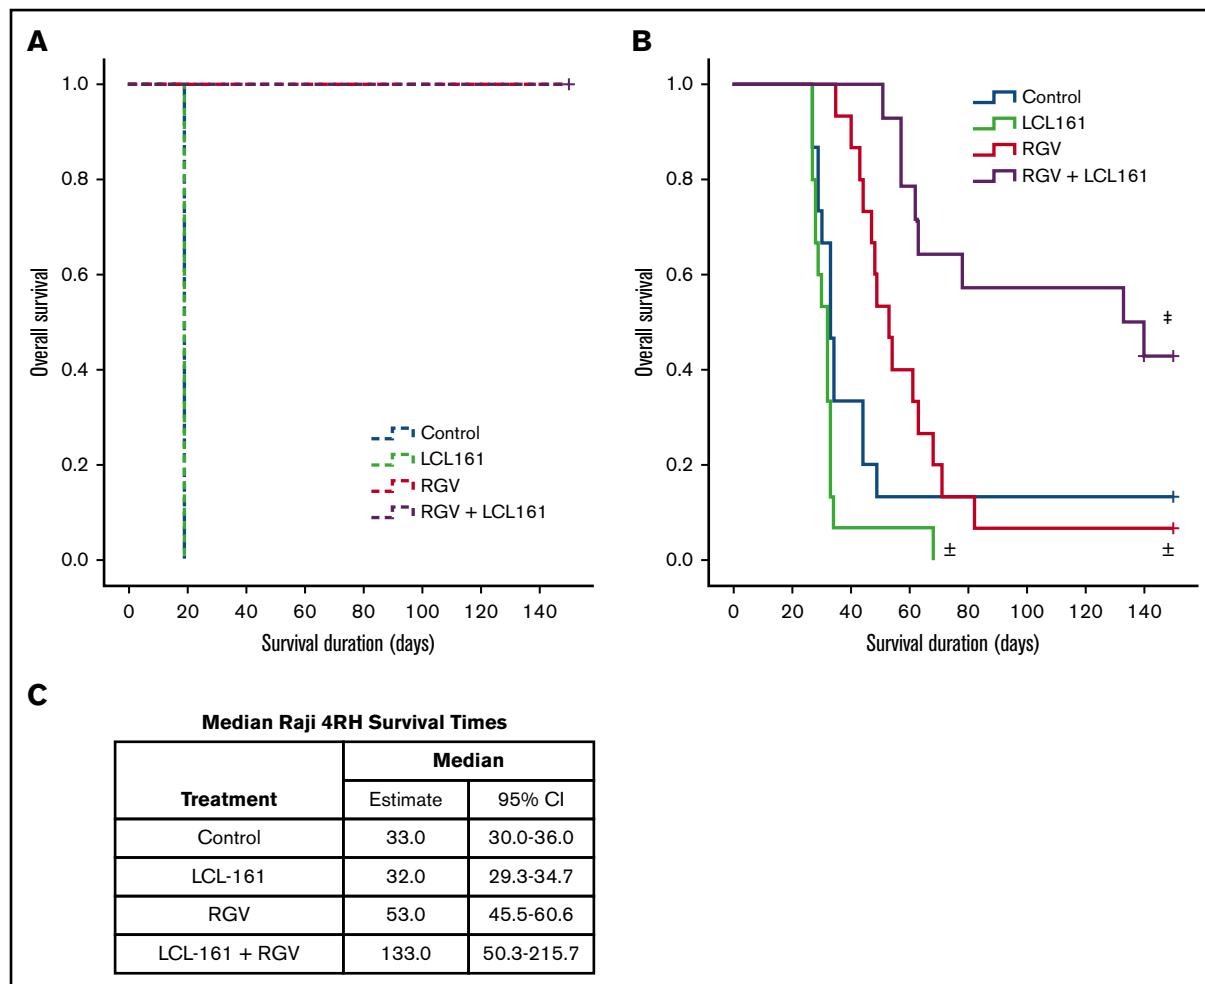 A
1.0
0.8
0.6
0.4
0.2
0.0
Overall survival
0 20 40 60 80 100 120 140
Survival duration (days)
Control
LCL161
RGV
RGV + LCL161
B
1.0
0.8
0.6
0.4
0.2
0.0
Overall survival
0 20 40 60 80 100 120 140
Survival duration (days)
Control
LCL161
RGV
RGV + LCL161
‡
± ±
C
Median Raji 4RH Survival Times
Median
Treatment Estimate 95% CI
Control 33.0 30.0-36.0
LCL-161 32.0 29.3-34.7
RGV 53.0 45.5-60.6
LCL-161 + RGV 133.0 50.3-215.7